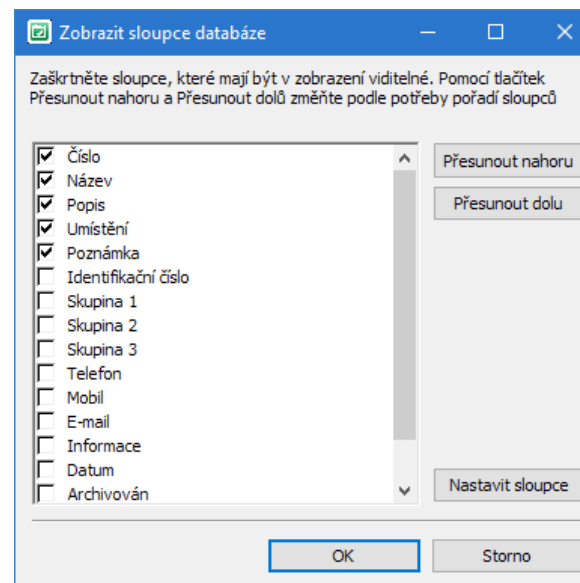 Zobrazit sloupce databáze
Zaškrtněte sloupce, které mají být v zobrazení viditelné. Pomocí tlačítek
Přesunout nahoru a Přesunout dolů změňte podle potřeby pořadí sloupců
Číslo
Název
Popis
Umístění
Poznámka
Identifikační číslo
Skupina 1
Skupina 2
Skupina 3
Telefon
Mobil
E-mail
Informace
Datum
Archivován
Přesunout nahoru
Přesunout dolu
Nastavit sloupce
OK
Storno